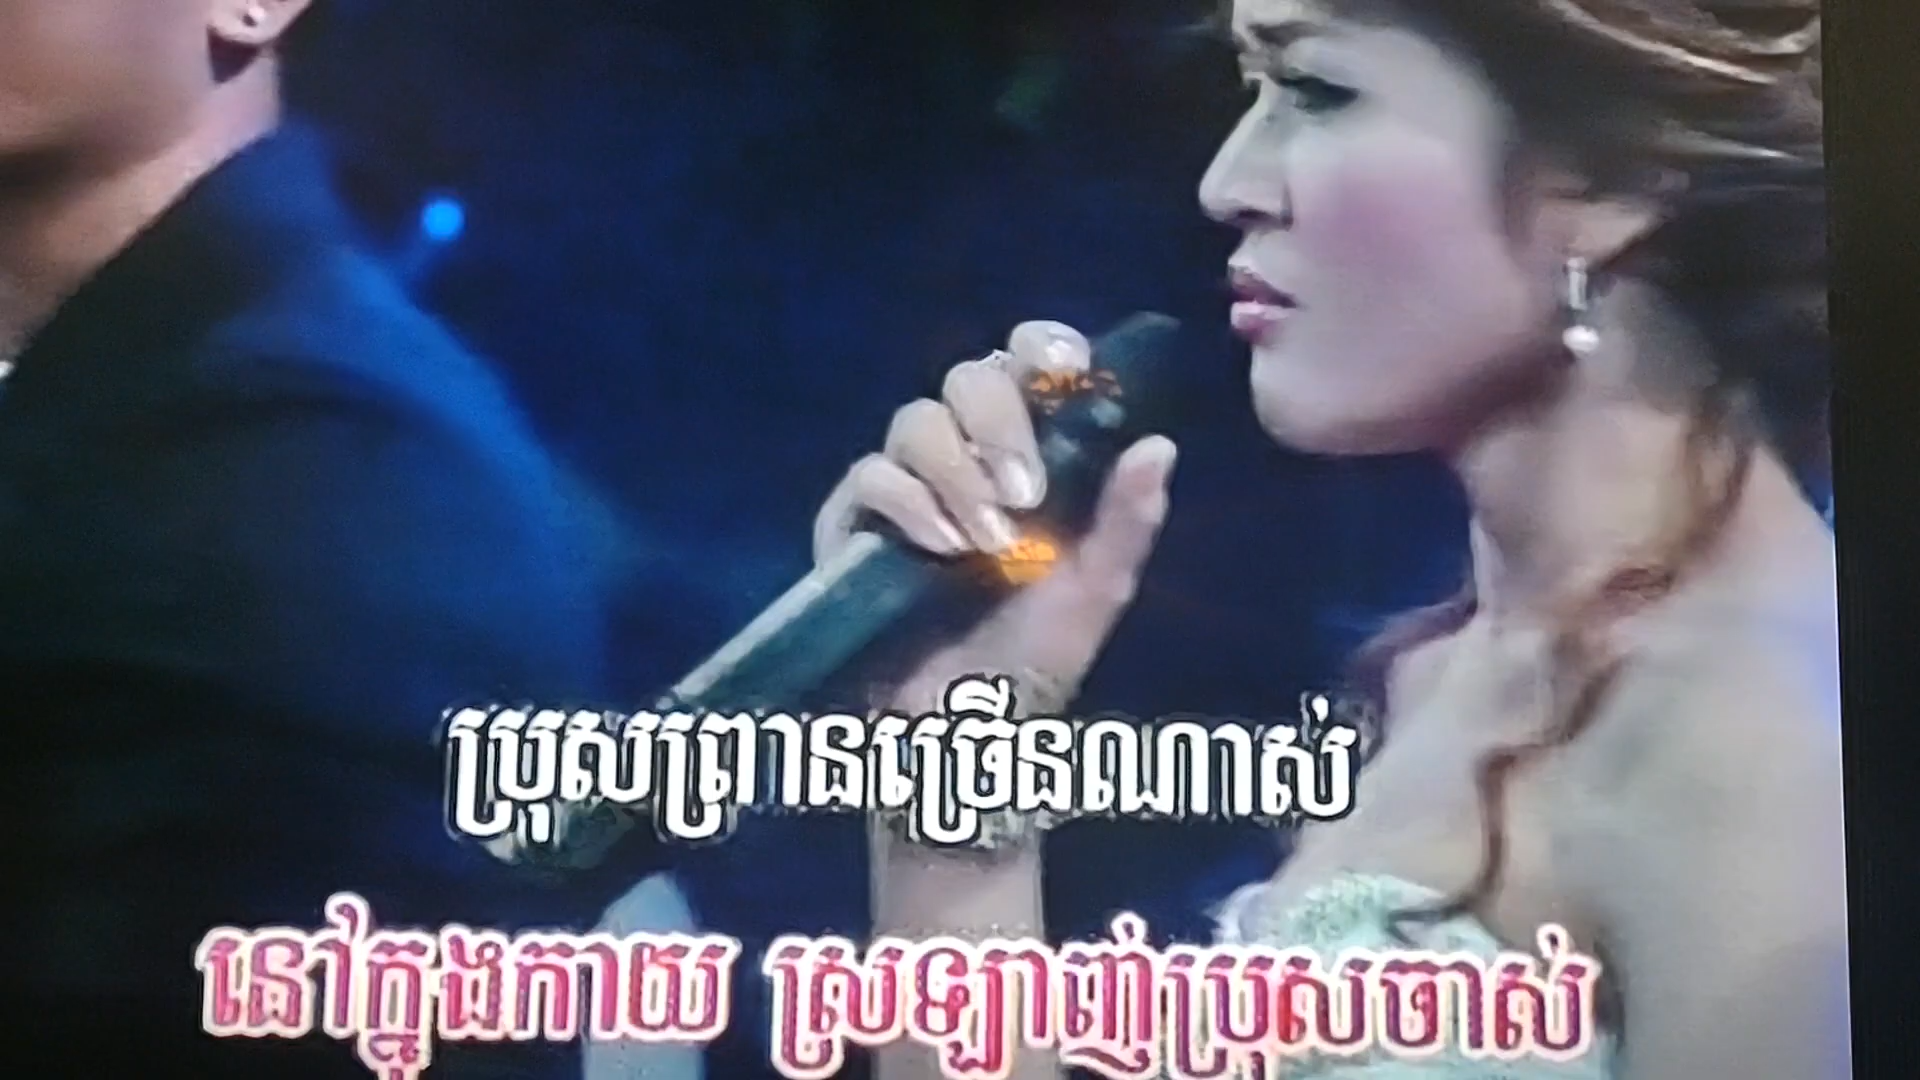 ប្រុសព្រានច្រើនណាស់
នៅក្នុងកាយ ស្រឡាញ់ប្រុសចាស់